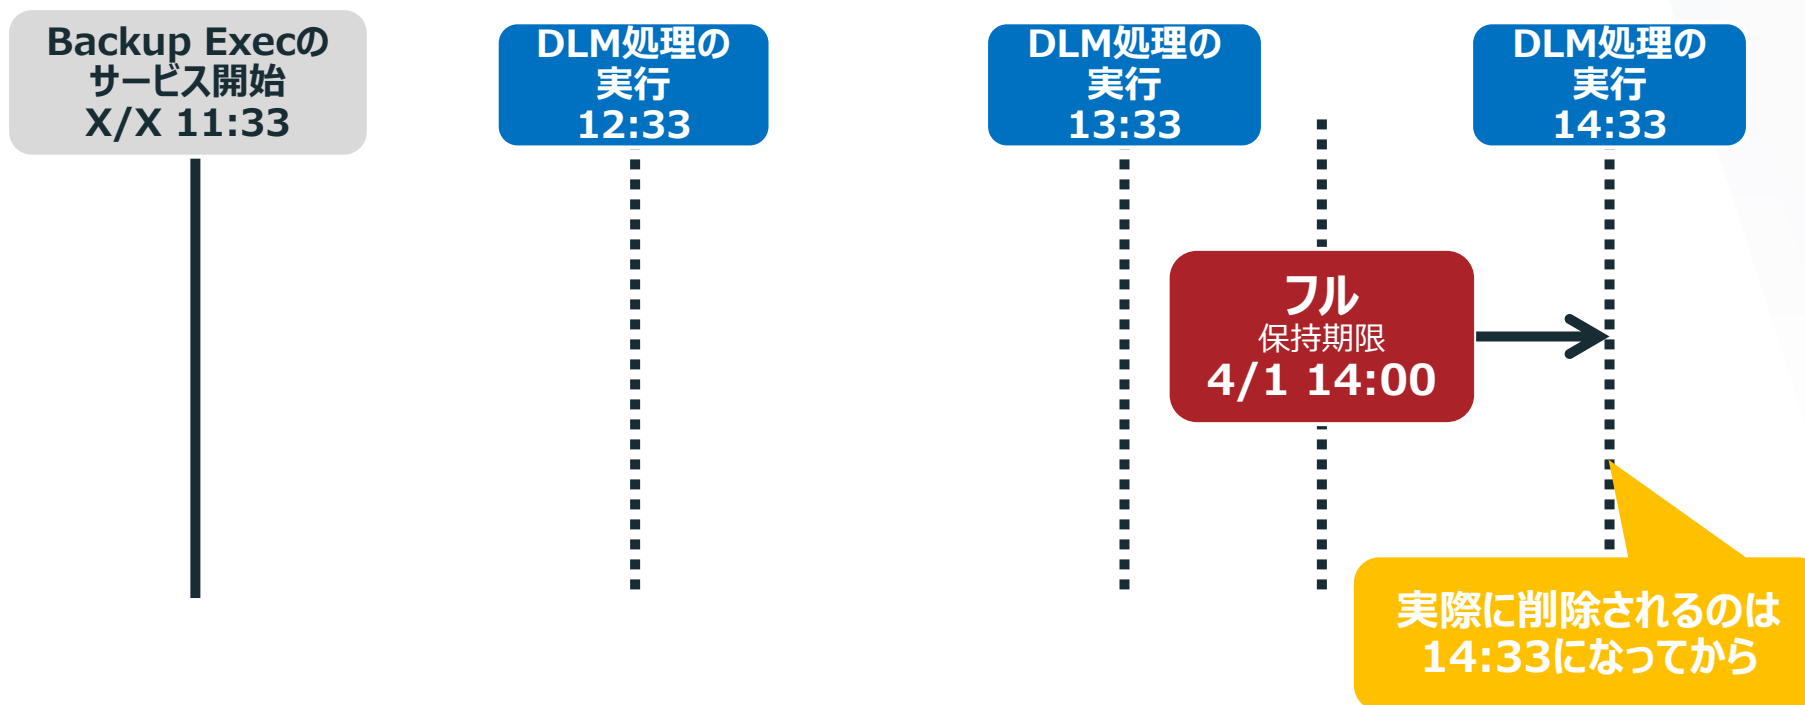 Backup Execの
サービス開始
X/X 11:33
DLM処理の
実行
12:33
DLM処理の
実行
13:33
DLM処理の
実行
14:33
フル
保持期限
4/1 14:00
実際に削除されるのは
14:33になってから